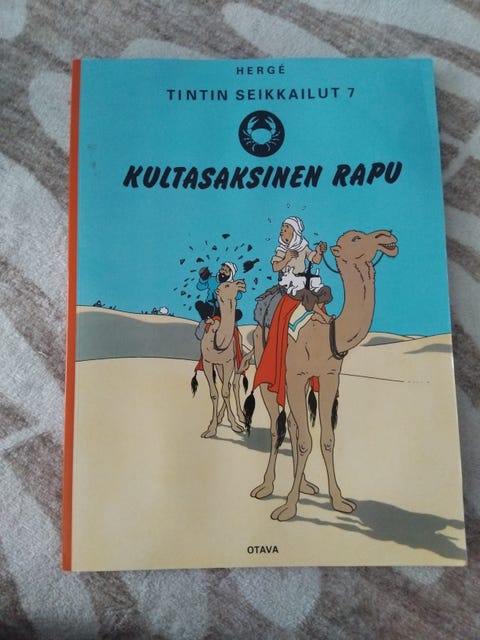 HERGÉ
TINTIN SEIKKAILUT 7
KULTASAKSINEN RAPU
OTAVA